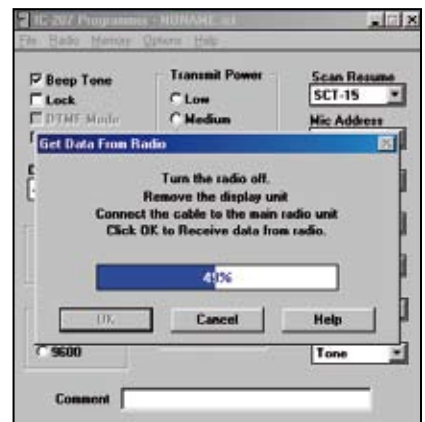 IC-207 Programmer - NONAME.icf
File Radio Memory Options Help
Beep Tone
Transmit Power
Scan Resume
Lock
Low
SCT-15
DTMF Mode
Medium
Mic Address
Get Data From Radio
Turn the radio off.
Remove the display unit
Connect the cable to the main radio unit
Click OK to Receive data from radio.
49%
OK
Cancel
Help
9600
Tone
Comment